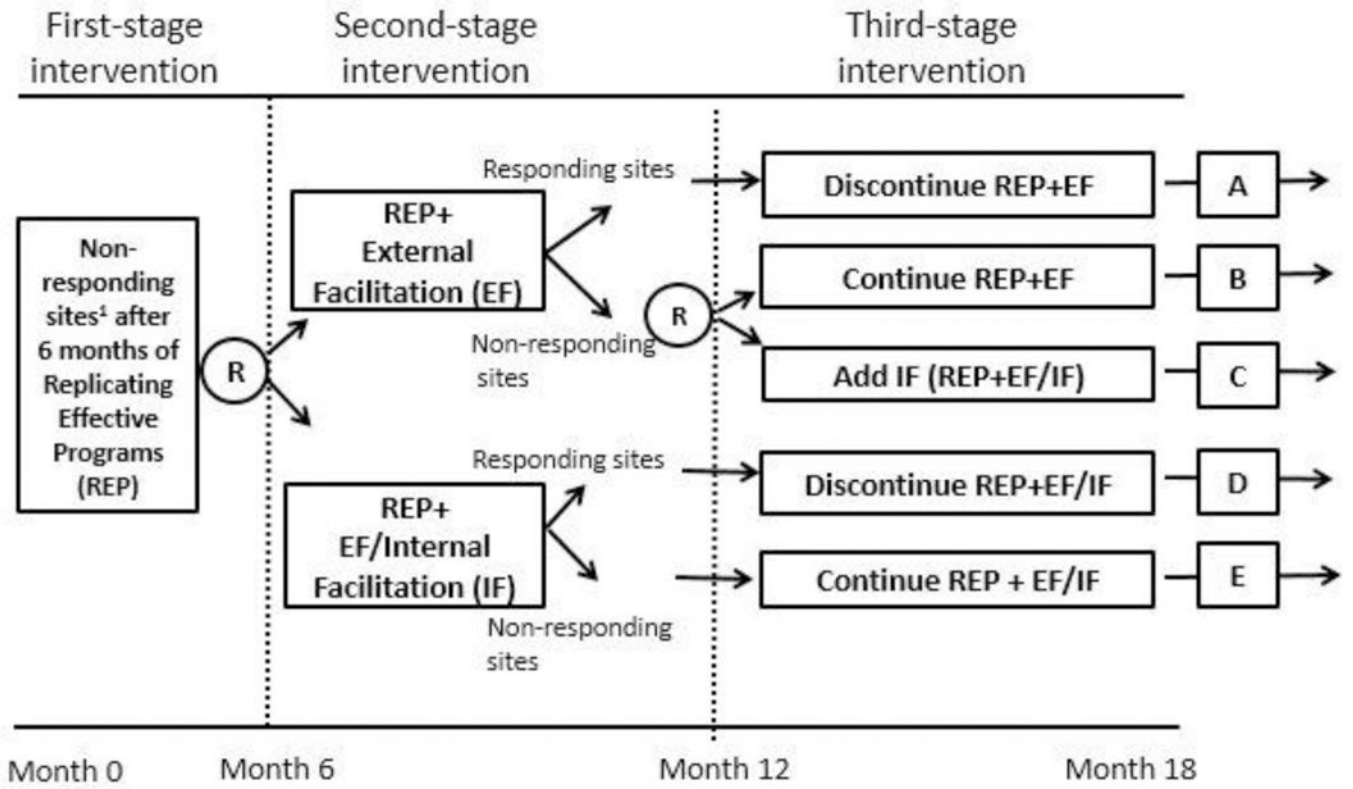 First-stage
intervention
Second-stage
intervention
Third-stage
intervention
Non-
responding
sites¹ after
6 months of
Replicating
Effective
Programs
(REP)
R
REP+
External
Facilitation (EF)
Responding sites
Non-responding
sites
R
Discontinue REP+EF
A
Continue REP+EF
B
Add IF (REP+EF/IF)
C
REP+
EF/Internal
Facilitation (IF)
Responding sites
Non-responding
sites
Discontinue REP+EF/IF
D
Continue REP + EF/IF
E
Month 0
Month 6
Month 12
Month 18